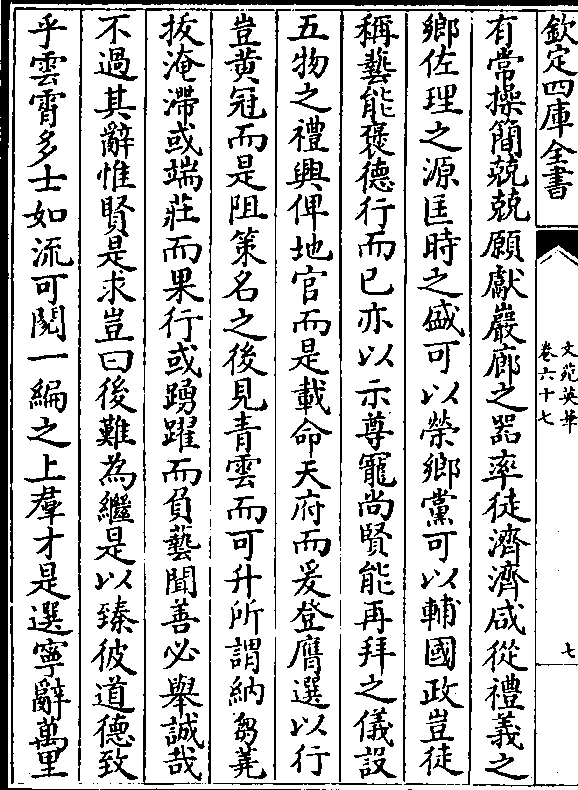 欽定四庫全書
文苑英華
卷六十七
七
有常操簡兢兢願獻巖廊之器率徒濟濟咸從禮義之
鄉佐理之源匡時之盛可以榮鄉黨可以輔國政豈徒
稱藝能褒德行而已亦以示尊寵尚賢能再拜之儀設
五物之禮興俾地官而是載命天府而爰登膺選以行
豈黄冠而是阻策名之後見青雲而可升所謂納芻蕘
拔淹滯或端莊而果行或踴躍而負藝聞善必舉誠哉
不過其辭惟賢是求豈曰後難為繼是以臻彼道德致
乎雲霄多士如流可閱一編之上羣才是選寧辭萬里